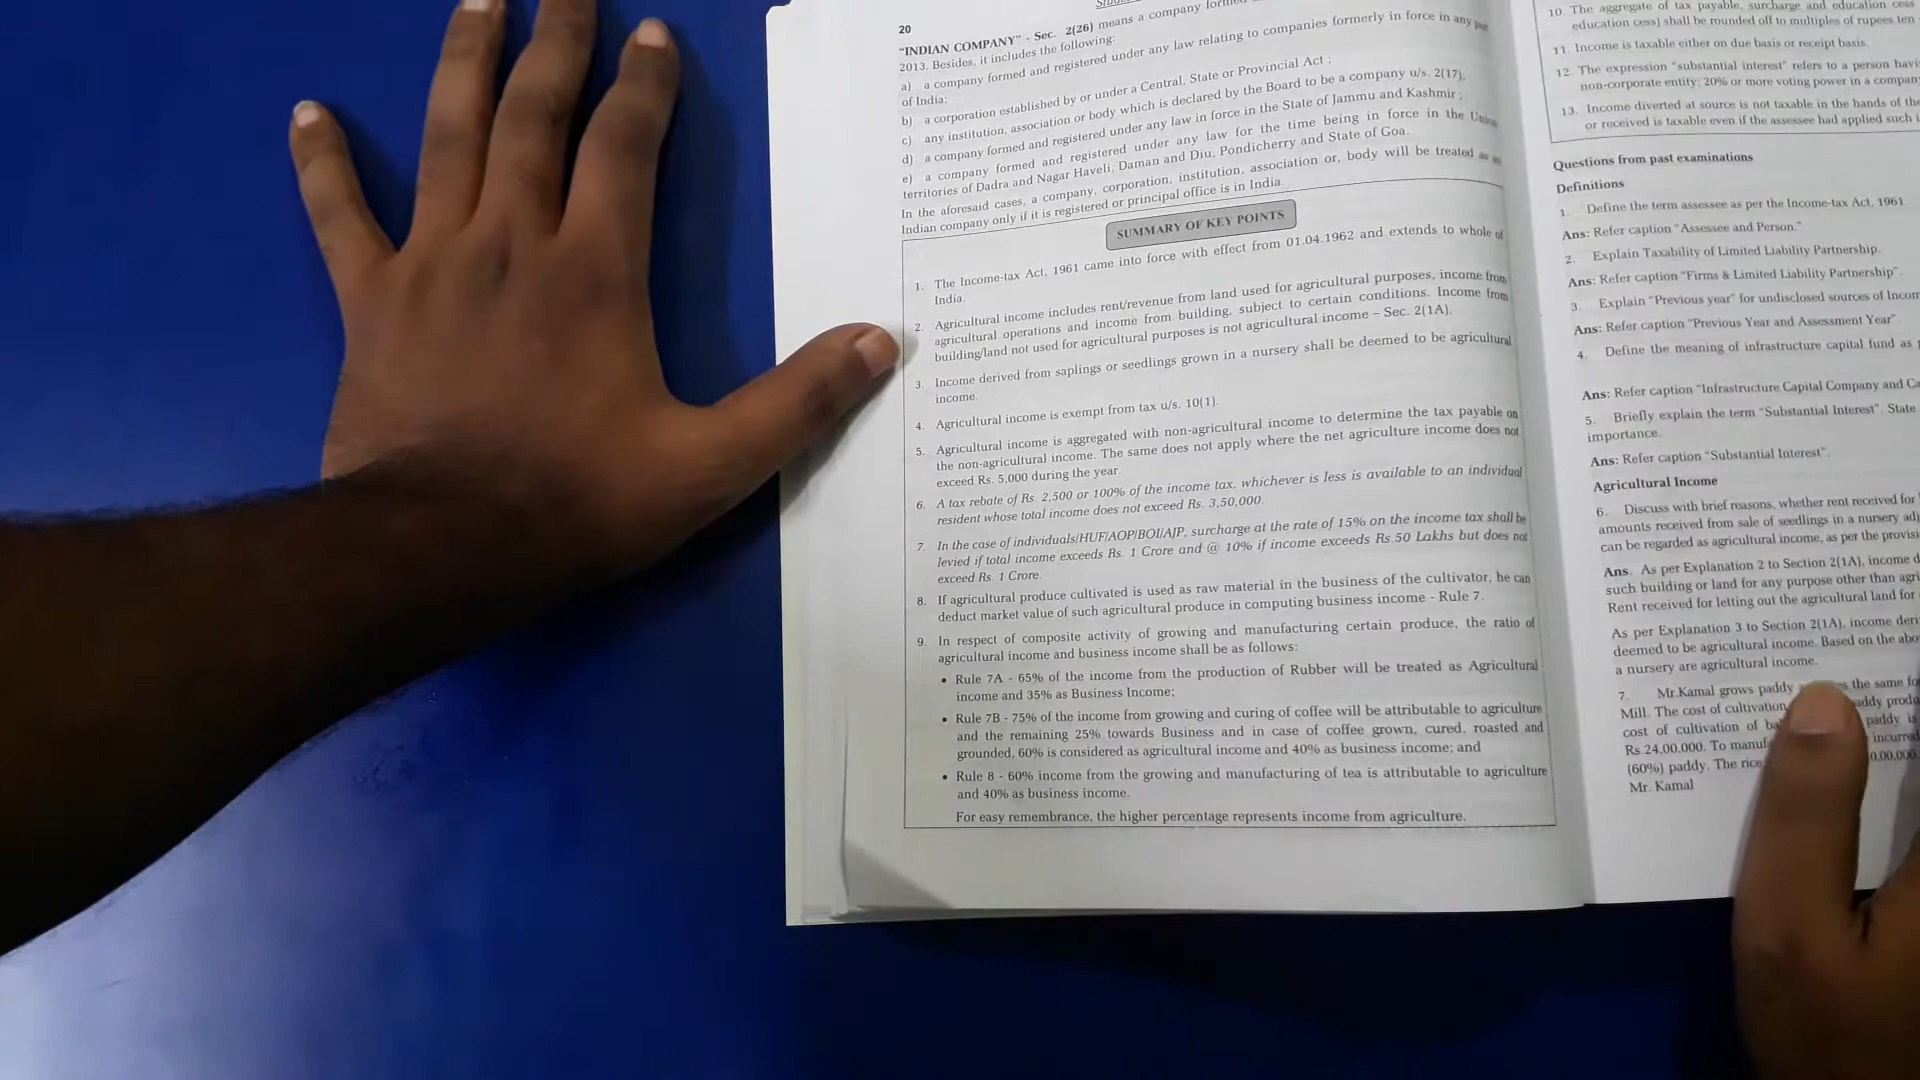 20
"INDIAN COMPANY" - Sec. 2(26) means a company formed
2013. Besides, it includes the following:
a) a company formed and registered under any law relating to companies formerly in force in any
of India;
b) a corporation established by or under a Central, State or Provincial Act ;
c) any institution, association or body which is declared by the Board to be a company u/s. 2(17);
d) a company formed and registered under any law in force in the State of Jammu and Kashmir ;
e) a company formed and registered under any law for the time being in force in the Union
territories of Dadra and Nagar Haveli, Daman and Diu, Pondicherry and State of Goa.
In the aforesaid cases, a company, corporation, institution, association or, body will be treated as
Indian company only if it is registered or principal office is in India.
SUMMARY OF KEY POINTS
1. The Income-tax Act, 1961 came into force with effect from 01.04.1962 and extends to whole of
India.
2. Agricultural income includes rent/revenue from land used for agricultural purposes, income from
agricultural operations and income from building, subject to certain conditions. Income from
building/land not used for agricultural purposes is not agricultural income – Sec. 2(1A).
3. Income derived from saplings or seedlings grown in a nursery shall be deemed to be agricultural
income.
4. Agricultural income is exempt from tax u/s. 10(1).
5. Agricultural income is aggregated with non-agricultural income to determine the tax payable on
the non-agricultural income. The same does not apply where the net agriculture income does not
exceed Rs. 5,000 during the year.
6. A tax rebate of Rs. 2,500 or 100% of the income tax, whichever is less is available to an individual
resident whose total income does not exceed Rs. 3,50,000.
7. In the case of individuals/HUF/AOP/BOI/AJP, surcharge at the rate of 15% on the income tax shall be
levied if total income exceeds Rs. 1 Crore and @ 10% if income exceeds Rs.50 Lakhs but does not
exceed Rs. 1 Crore.
8. If agricultural produce cultivated is used as raw material in the business of the cultivator, he can
deduct market value of such agricultural produce in computing business income - Rule 7.
9. In respect of composite activity of growing and manufacturing certain produce, the ratio of
agricultural income and business income shall be as follows:
• Rule 7A - 65% of the income from the production of Rubber will be treated as Agricultural
income and 35% as Business Income;
• Rule 7B - 75% of the income from growing and curing of coffee will be attributable to agriculture
and the remaining 25% towards Business and in case of coffee grown, cured, roasted and
grounded, 60% is considered as agricultural income and 40% as business income; and
• Rule 8 - 60% income from the growing and manufacturing of tea is attributable to agriculture
and 40% as business income.
For easy remembrance, the higher percentage represents income from agriculture.
10. The aggregate of tax payable, surcharge and education cess
education cess) shall be rounded off to multiples of rupees ten
11. Income is taxable either on due basis or receipt basis.
12. The expression "substantial interest" refers to a person
non-corporate entity; 20% or more voting power in a
13. Income diverted at source is not taxable in the hands of the
or received is taxable even if the assessee had applied such
Questions from past examinations
Definitions
1. Define the term assessee as per the Income-tax Act, 1961.
Ans: Refer caption "Assessee and Person."
2. Explain Taxability of Limited Liability Partnership.
Ans: Refer caption "Firms & Limited Liability Partnership".
3. Explain "Previous year" for undisclosed sources of
Ans: Refer caption "Previous Year and Assessment Year".
4. Define the meaning of infrastructure capital fund as
Ans: Refer caption "Infrastructure Capital Company and
5. Briefly explain the term "Substantial Interest". State
importance.
Ans: Refer caption "Substantial Interest".
Agricultural Income
6. Discuss with brief reasons, whether rent received for
amounts received from sale of seedlings in a nursery
can be regarded as agricultural income, as per the
Ans. As per Explanation 2 to Section 2(1A), income
such building or land for any purpose other than
Rent received for letting out the agricultural land for
As per Explanation 3 to Section 2(1A), income
deemed to be agricultural income. Based on the
a nursery are agricultural income.
7. Mr.Kamal grows paddy the same
Mill. The cost of cultivation
cost of cultivation of paddy is
Rs.24,00,000. To incurred
(60%) paddy. The rice
Mr. Kamal